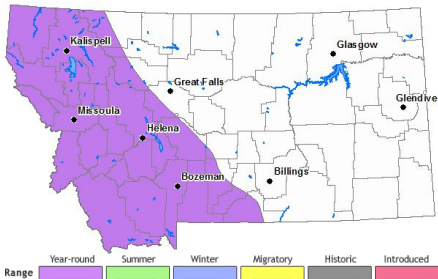 Kalispell
Glasgow
Great Falls
Glendive
Missoula
Helena
Billings
Bozeman
Year-round Summer Winter Migratory Historic Introduced
Range